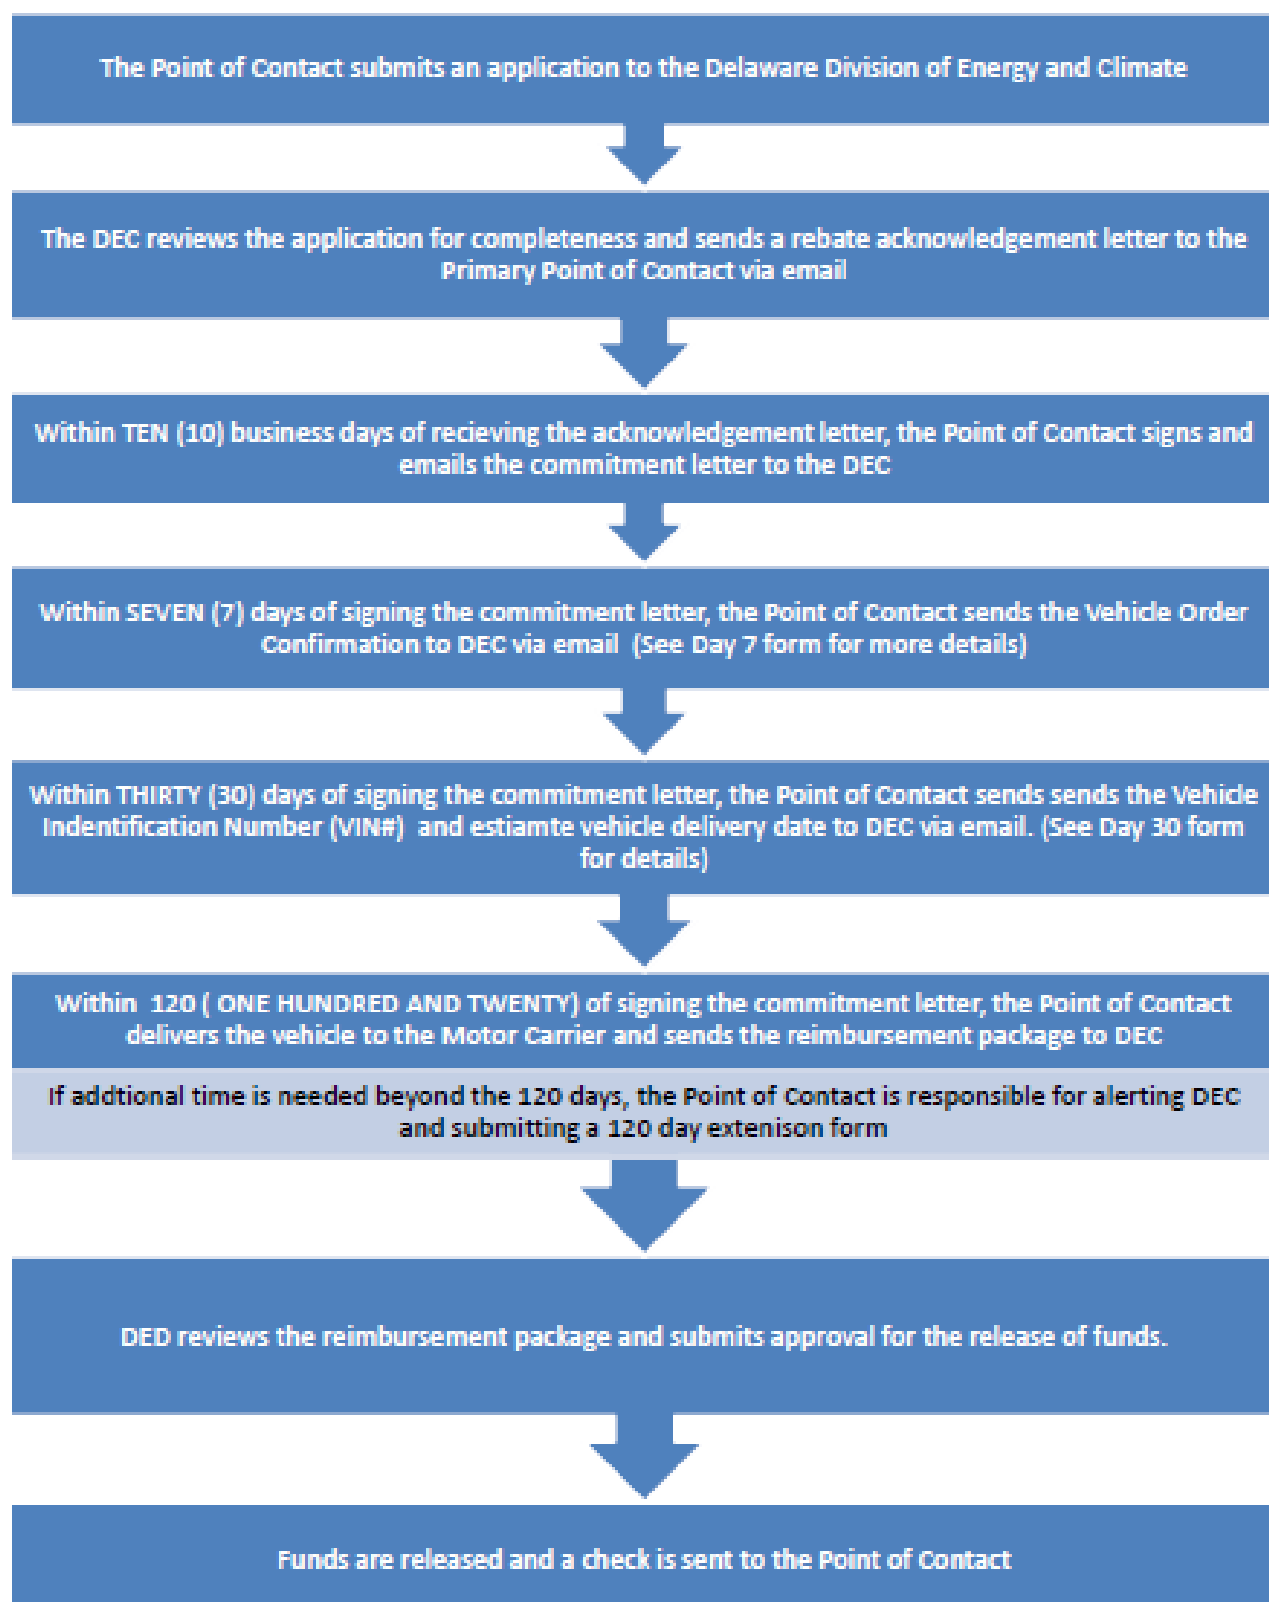 The Point of Contact submits an application to the Delaware Division of Energy and Climate
The DEC reviews the application for completeness and sends a rebate acknowledgement letter to the
Primary Point of Contact via email
Within TEN (10) business days of recieving the acknowledgement letter, the Point of Contact signs and
emails the commitment letter to the DEC
Within SEVEN (7) days of signing the commitment letter, the Point of Contact sends the Vehicle Order
Confirmation to DEC via email (See Day 7 form for more details)
Within THIRTY (30) days of signing the commitment letter, the Point of Contact sends sends the Vehicle
Indentification Number (VIN#) and estiamte vehicle delivery date to DEC via email. (See Day 30 form
for details)
Within 120 ( ONE HUNDRED AND TWENTY) of signing the commitment letter, the Point of Contact
delivers the vehicle to the Motor Carrier and sends the reimbursement package to DEC
If addtional time is needed beyond the 120 days, the Point of Contact is responsible for alerting DEC
and submitting a 120 day extenison form
DED reviews the reimbursement package and submits approval for the release of funds.
Funds are released and a check is sent to the Point of Contact